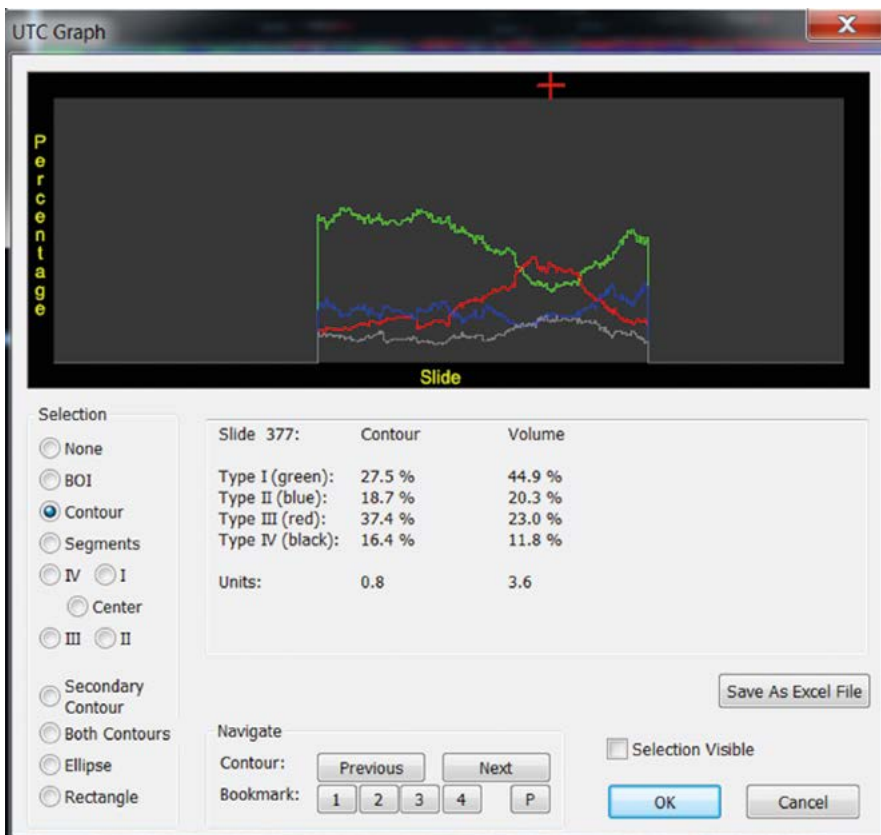 UTC Graph
X
Percentage
Slide
Selection
None
BOI
Contour
Segments
IV I
Center
III II
Secondary
Contour
Both Contours
Ellipse
Rectangle
Slide 377: Contour Volume
Type I (green): 27.5 % 44.9 %
Type II (blue): 18.7 % 20.3 %
Type III (red): 37.4 % 23.0 %
Type IV (black): 16.4 % 11.8 %
Units: 0.8 3.6
Save As Excel File
Navigate
Contour: Previous Next
Bookmark: 1 2 3 4 P
Selection Visible
OK Cancel